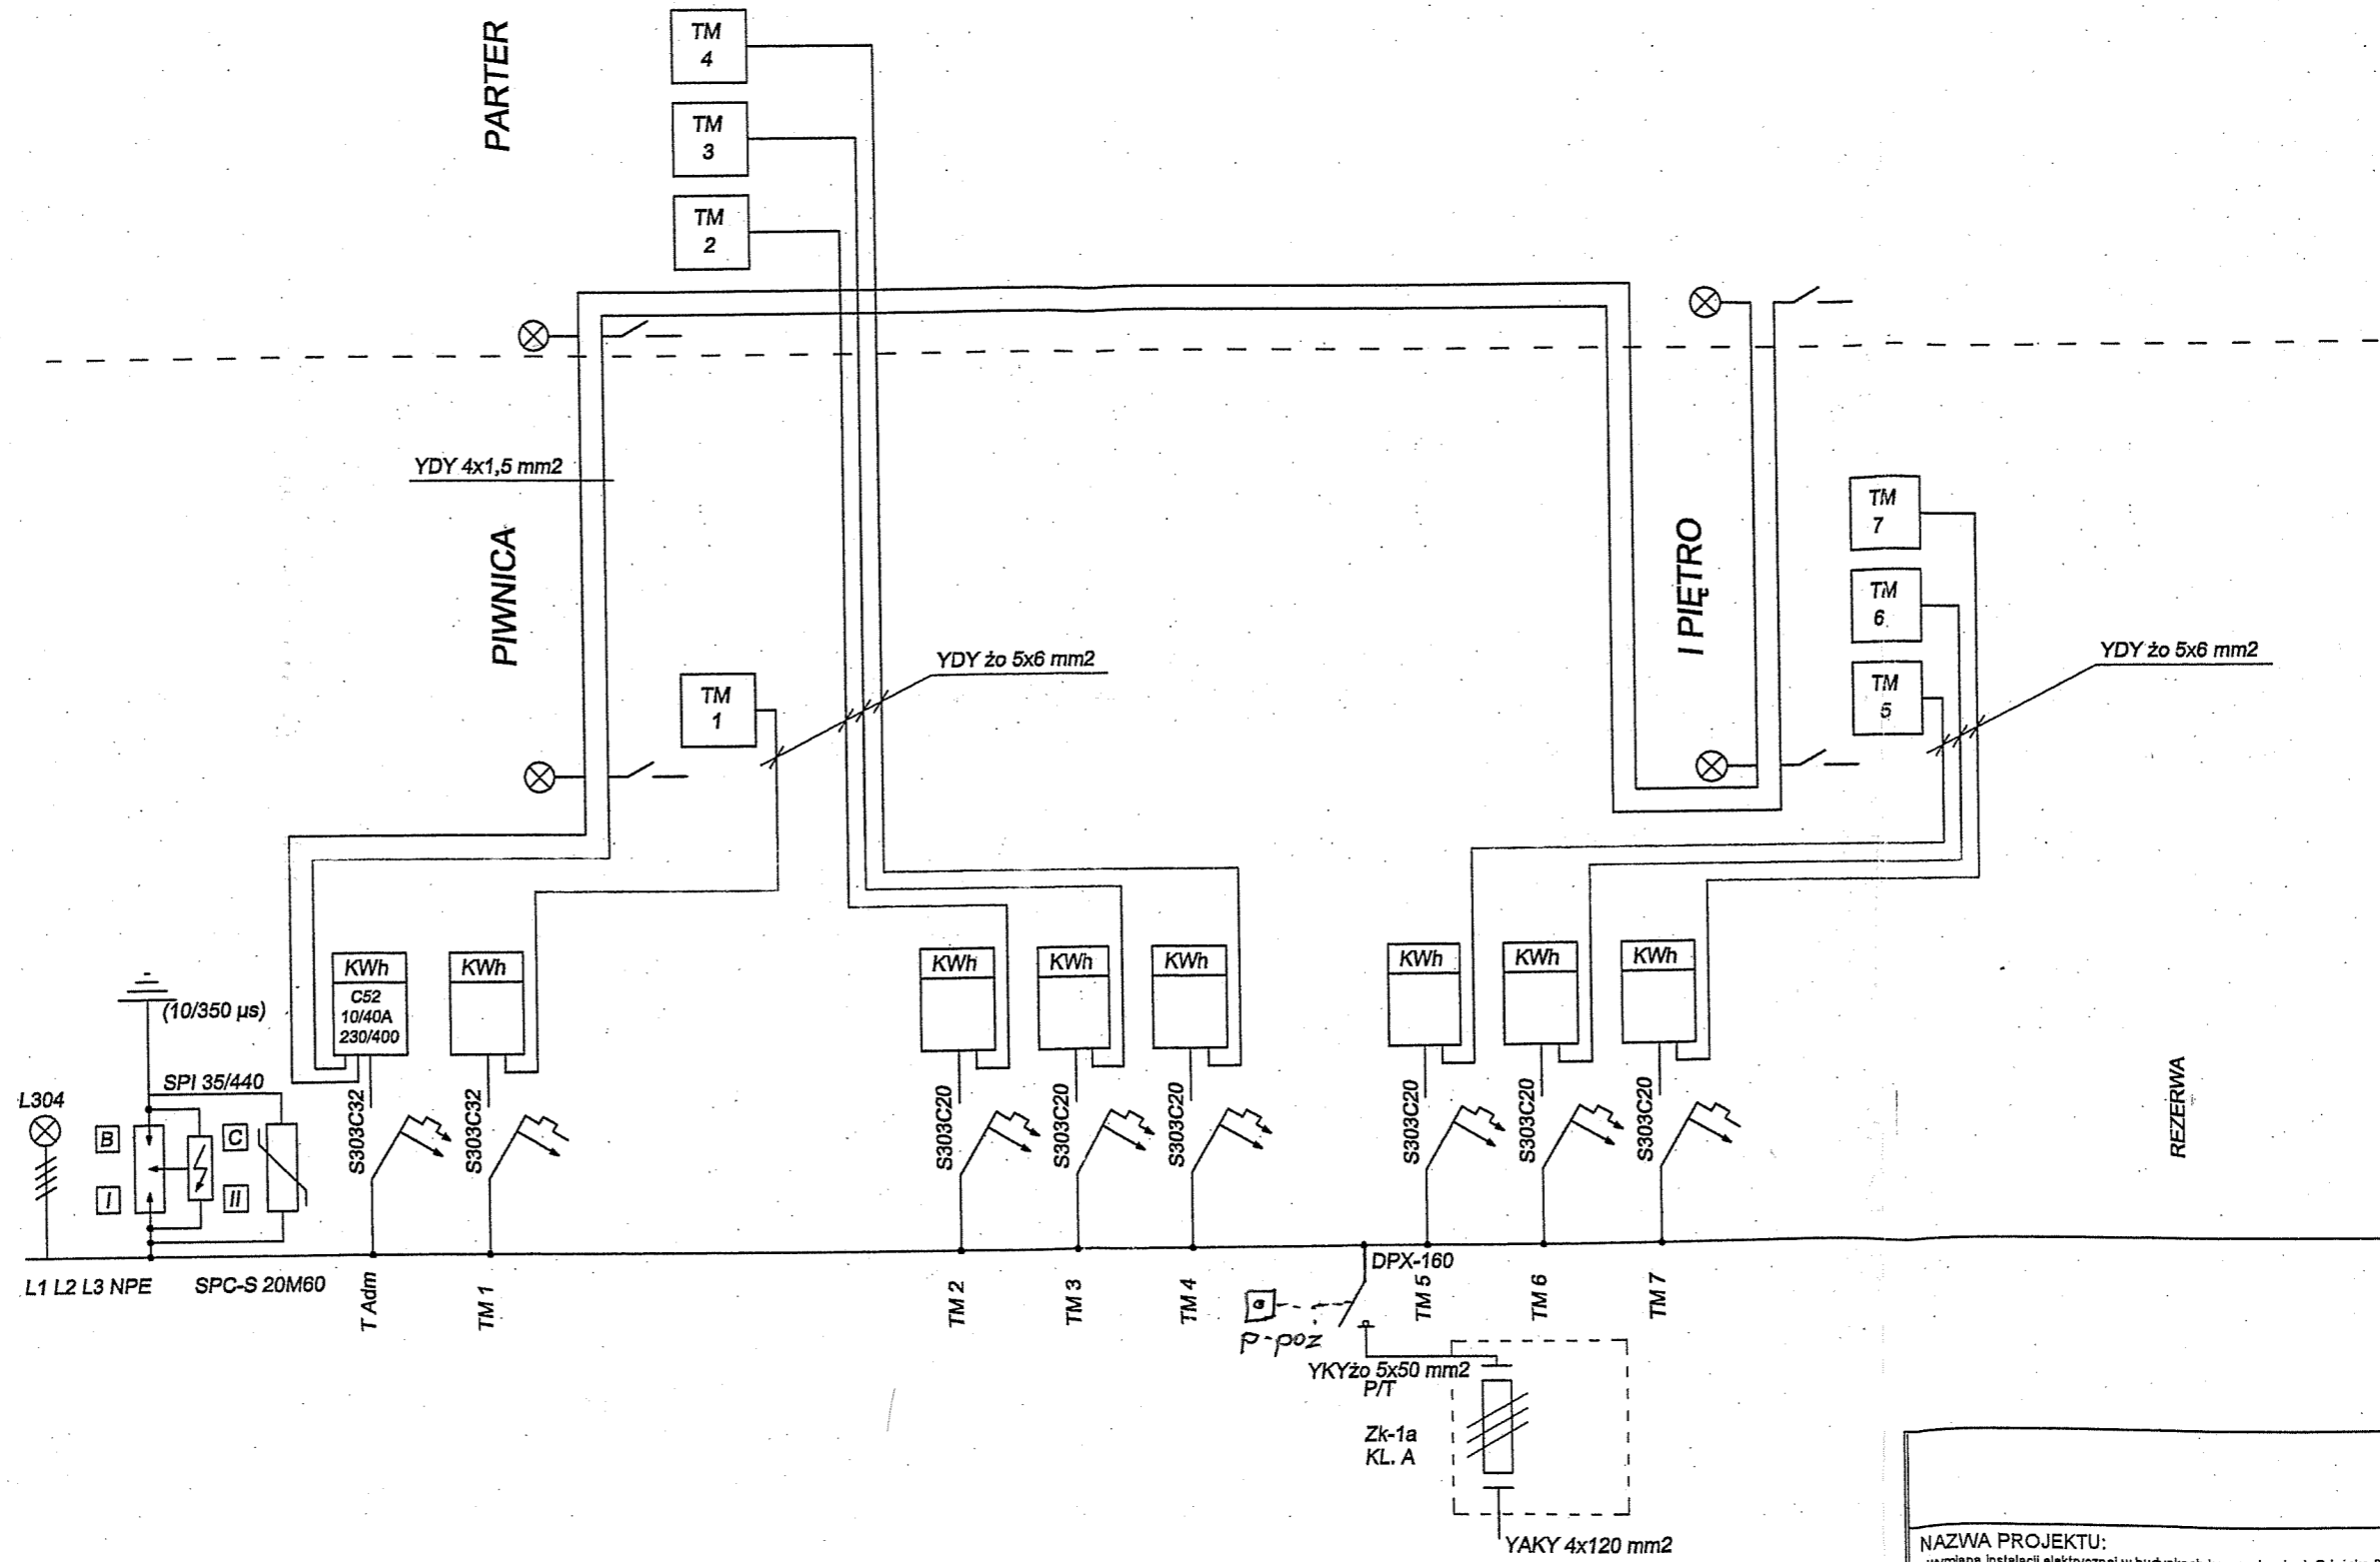 PARTER
TM
4
TM
3
TM
2
YDY 4x1,5 mm2
PIWNICA
I PIĘTRO
TM
7
TM
6
TM
5
YDY żo 5x6 mm2
YDY żo 5x6 mm2
TM
1
KWh
C52
10/40A
230/400
KWh
KWh
KWh
KWh
KWh
KWh
KWh
(10/350 µs)
SPI 35/440
L304
B
C
I
II
S303C32
S303C32
S303C20
S303C20
S303C20
S303C20
S303C20
S303C20
REZERWA
L1 L2 L3 NPE
SPC-S 20M60
T Adm
TM 1
TM 2
TM 3
TM 4
DPX-160
TM 5
TM 6
TM 7
P-POZ
YKYżo 5x50 mm2
P/T
Zk-1a
KL. A
YAKY 4x120 mm2
NAZWA PROJEKTU: